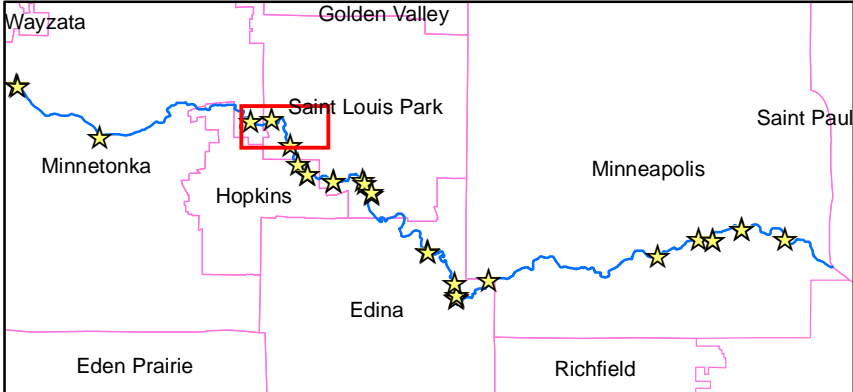 Golden Valley
Wayzata
Saint Louis Park
Saint Paul
Minnetonka
Minneapolis
Hopkins
Edina
Eden Prairie
Richfield